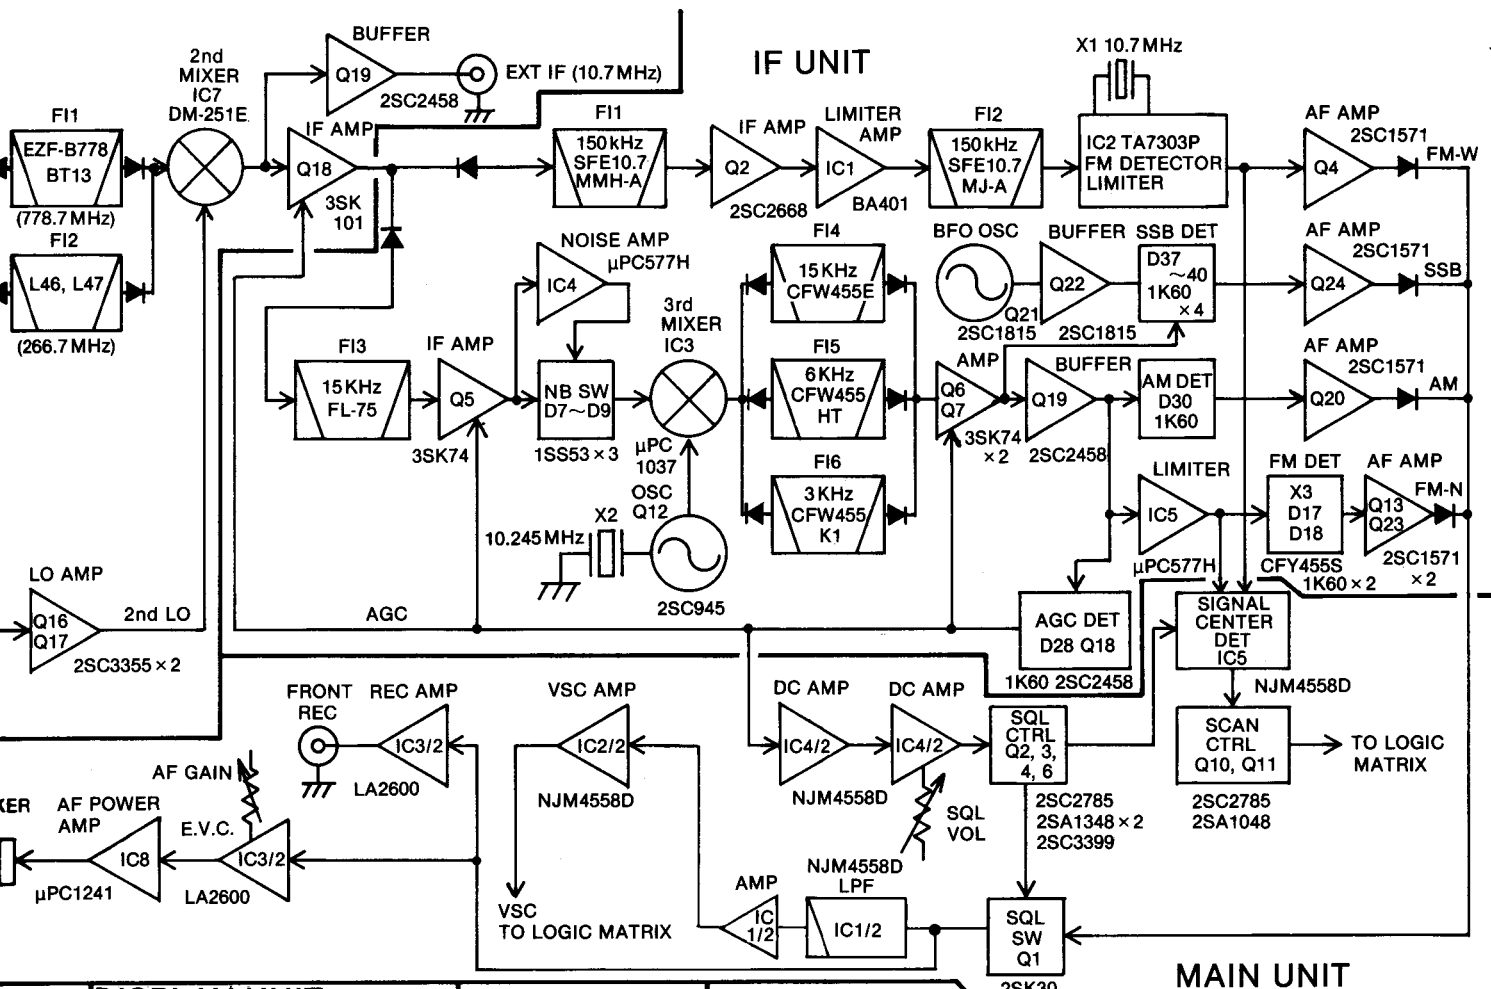 IF UNIT
BUFFER
Q19
2SC2458
EXT IF (10.7MHz)
2nd
MIXER
IC7
DM-251E
FI1
EZF-B778
BT13
(778.7MHz)
FI2
L46, L47
(266.7MHz)
IF AMP
Q18
3SK
101
FI1
150kHz
SFE10.7
MMH-A
IF AMP
Q2
2SC2668
LIMITER
AMP
IC1
BA401
FI2
150kHz
SFE10.7
MJ-A
X1 10.7MHz
IC2 TA7303P
FM DETECTOR
LIMITER
AF AMP
2SC1571
Q4
FM-W
NOISE AMP
μPC577H
IC4
FI3
15KHz
FL-75
IF AMP
Q5
3SK74
NB SW
D7~D9
1SS53×3
3rd
MIXER
IC3
μPC
1037
OSC
Q12
X2
10.245MHz
2SC945
FI4
15KHz
CFW455E
FI5
6KHz
CFW455
HT
FI6
3KHz
CFW455
K1
BFO OSC
Q21
2SC1815
BUFFER
Q22
2SC1815
SSB DET
D37
~40
1K60
×4
AF AMP
2SC1571
Q24
SSB
AMP
Q6
Q7
3SK74
×2
BUFFER
Q19
2SC2458
AM DET
D30
1K60
AF AMP
2SC1571
Q20
AM
LIMITER
IC5
μPC577H
FM DET
X3
D17
D18
CFY455S
1K60×2
AF AMP
Q13
Q23
FM-N
2SC1571
×2
LO AMP
Q16
Q17
2nd LO
2SC3355×2
AGC
AGC DET
D28 Q18
1K60 2SC2458
SIGNAL
CENTER
DET
IC5
NJM4558D
FRONT
REC
REC AMP
IC3/2
LA2600
VSC AMP
IC2/2
NJM4558D
DC AMP
IC4/2
NJM4558D
DC AMP
IC4/2
SQL
VOL
SQL
CTRL
Q2, 3,
4, 6
2SC2785
2SA1348×2
2SC3399
SCAN
CTRL
Q10, Q11
2SC2785
2SA1048
TO LOGIC
MATRIX
AF GAIN
AF POWER
AMP
IC8
μPC1241
E.V.C.
IC3/2
LA2600
VSC
TO LOGIC MATRIX
AMP
IC
1/2
NJM4558D
LPF
IC1/2
SQL
SW
Q1
2SK30
MAIN UNIT